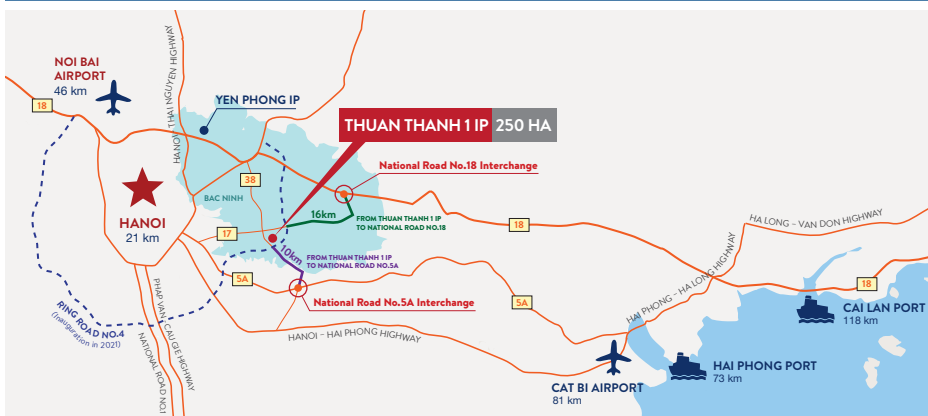 NOI BAI
AIRPORT
46 km
18
HANOI - THAI NGUYEN HIGHWAY
YEN PHONG IP
THUAN THANH 1 IP 250 HA
National Road No.18 Interchange
38
BAC NINH
HANOI
21 km
17
16km
FROM THUAN THANH 1 IP
TO NATIONAL ROAD NO.18
18
HA LONG - VAN DON HIGHWAY
10km
FROM THUAN THANH 1 IP
TO NATIONAL ROAD NO.5A
5A
National Road No.5A Interchange
5A
18
HAI PHONG - HA LONG HIGHWAY
RING ROAD NO.4
(Inauguration in 2021)
PHAP VAN - CAU GIE HIGHWAY
NATIONAL ROAD NO.1
HANOI - HAI PHONG HIGHWAY
CAI LAN PORT
118 km
HAI PHONG PORT
73 km
CAT BI AIRPORT
81 km